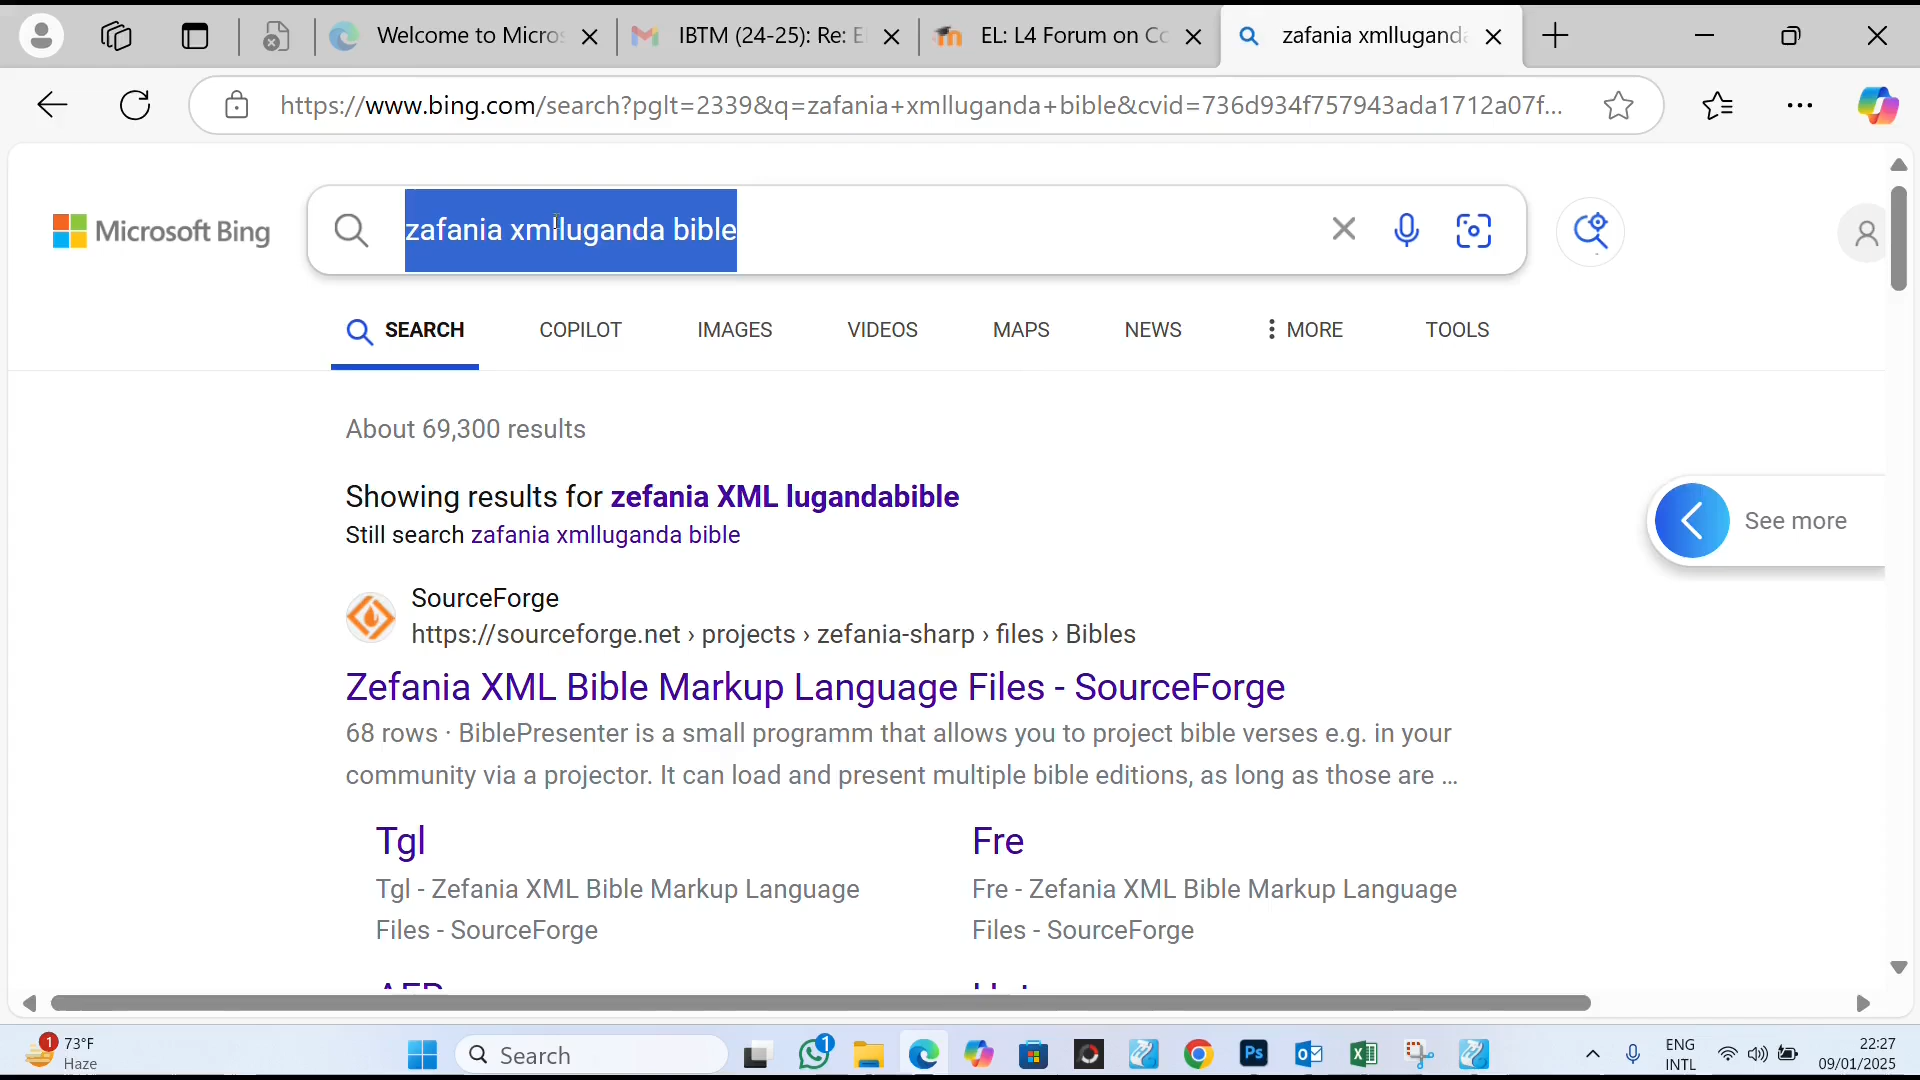 Welcome to Micros
IBTM (24-25): Re: E
EL: L4 Forum on Co
zafania xmlluganda
https://www.bing.com/search?pglt=2339&q=zafania+xmlluganda+bible&cvid=736d934f757943ada1712a07f...
Microsoft Bing
zafania xmlluganda bible
SEARCH
COPILOT
IMAGES
VIDEOS
MAPS
NEWS
MORE
TOOLS
About 69,300 results
Showing results for zefania XML lugandabible
Still search zafania xmlluganda bible
See more
SourceForge
https://sourceforge.net › projects › zefania-sharp › files › Bibles
Zefania XML Bible Markup Language Files - SourceForge
68 rows · BiblePresenter is a small programm that allows you to project bible verses e.g. in your
community via a projector. It can load and present multiple bible editions, as long as those are ...
Tgl
Tgl - Zefania XML Bible Markup Language
Files - SourceForge
Fre
Fre - Zefania XML Bible Markup Language
Files - SourceForge
1
73°F
Haze
Search
1
Ps
ENG
INTL
22:27
09/01/2025